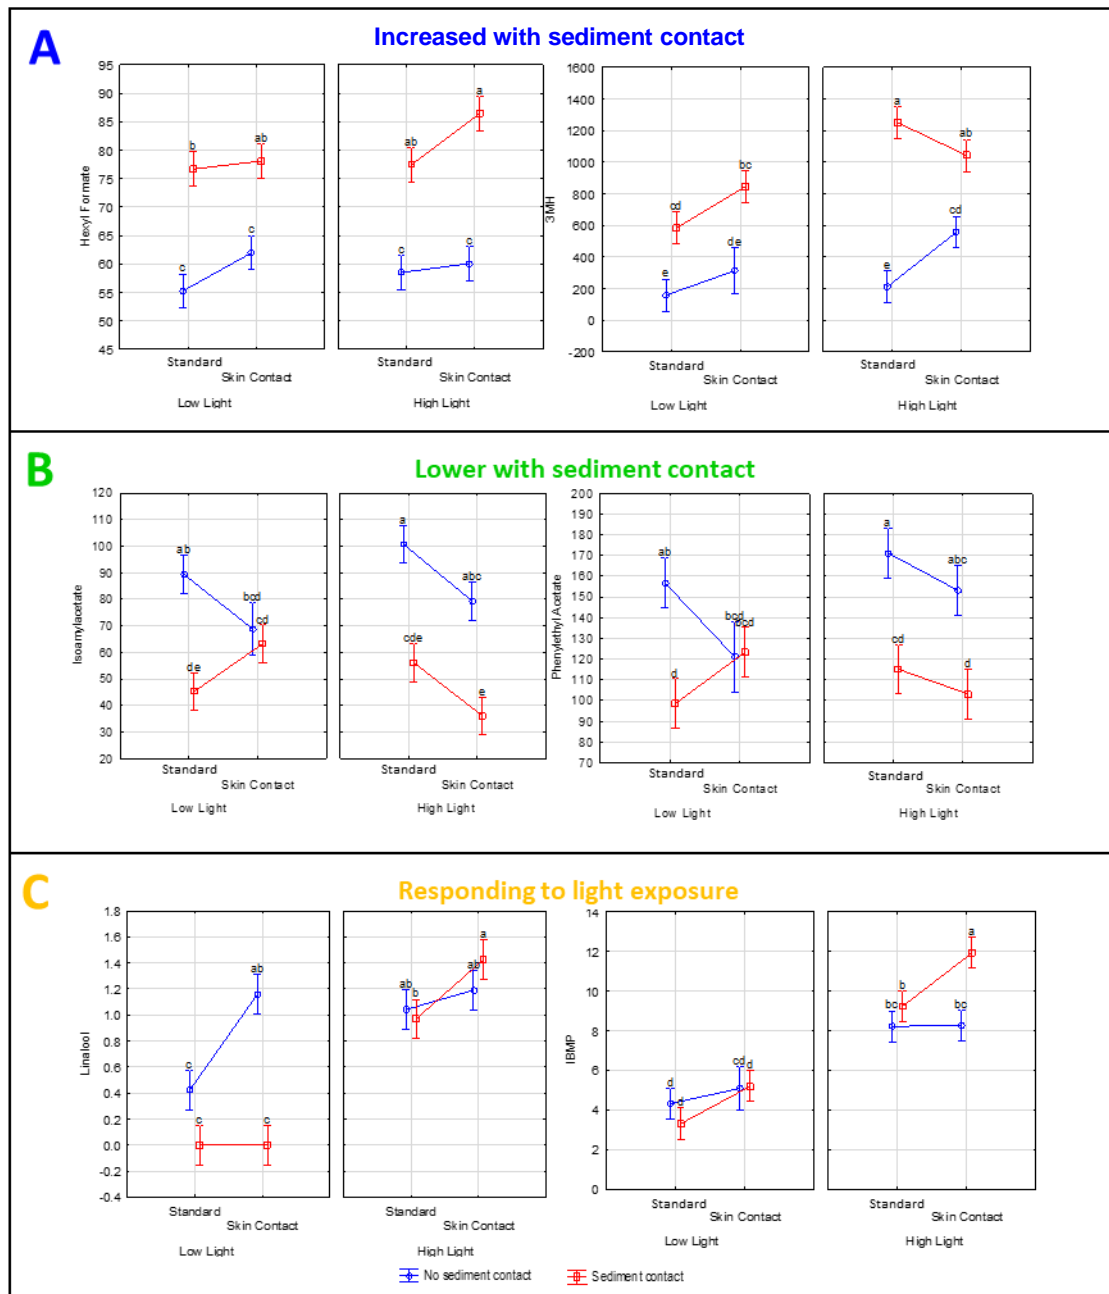 A
Increased with sediment contact
Hexyl Formate
95
90
85
80
75
70
65
60
55
50
45
b
ab
c
c
ab
a
c
c
Standard
Skin Contact
Low Light
Standard
Skin Contact
High Light
3MH
1600
1400
1200
1000
800
600
400
200
0
-200
cd
bc
e
de
a
ab
e
cd
Standard
Skin Contact
Low Light
Standard
Skin Contact
High Light
B
Lower with sediment contact
Isoamylacetate
120
110
100
90
80
70
60
50
40
30
20
ab
bcd
de
cd
a
abc
cde
e
Standard
Skin Contact
Low Light
Standard
Skin Contact
High Light
Phenylethyl Acetate
200
190
180
170
160
150
140
130
120
110
100
90
80
70
ab
bcd
d
bcd
a
abc
cd
d
Standard
Skin Contact
Low Light
Standard
Skin Contact
High Light
C
Responding to light exposure
Linalool
1.8
1.6
1.4
1.2
1.0
0.8
0.6
0.4
0.2
0.0
-0.2
-0.4
c
ab
c
c
ab
ab
b
a
Standard
Skin Contact
Low Light
Standard
Skin Contact
High Light
IBMP
14
12
10
8
6
4
2
0
d
cd
d
d
bc
bc
b
a
Standard
Skin Contact
Low Light
Standard
Skin Contact
High Light
No sediment contact
Sediment contact